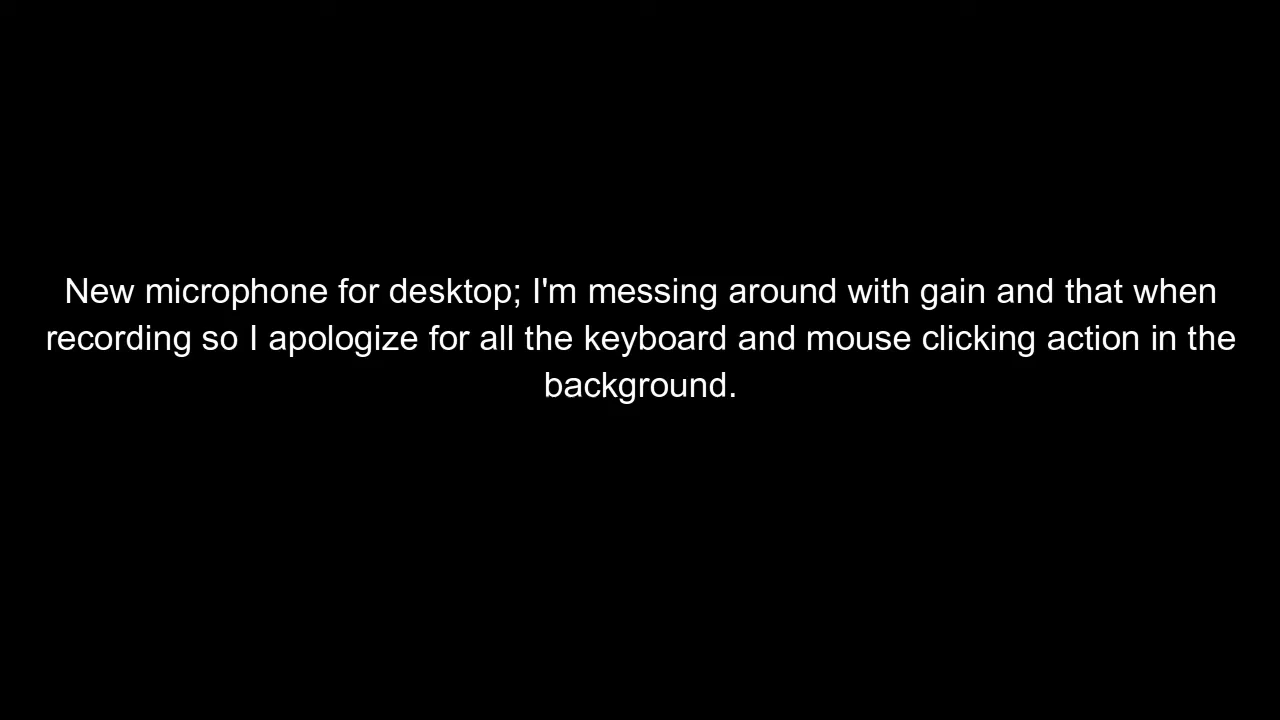 New microphone for desktop; I'm messing around with gain and that when
recording so I apologize for all the keyboard and mouse clicking action in the
background.